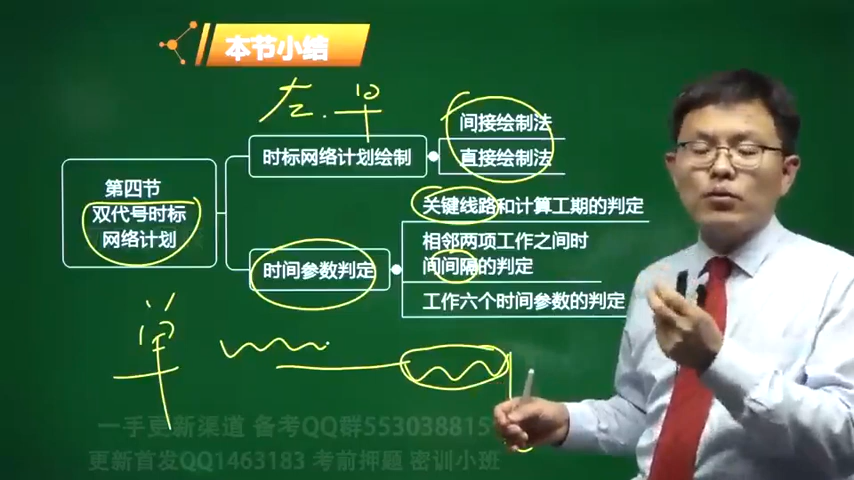 本节小结
左.单
间接绘制法
时标网络计划绘制
直接绘制法
第四节
双代号时标
网络计划
关键线路和计算工期的判定
相邻两项工作之间时
间间隔的判定
时间参数判定
工作六个时间参数的判定
单
一手更新渠道 备考QQ群553038815
更新首发QQ1463183 考前押题 密训小班